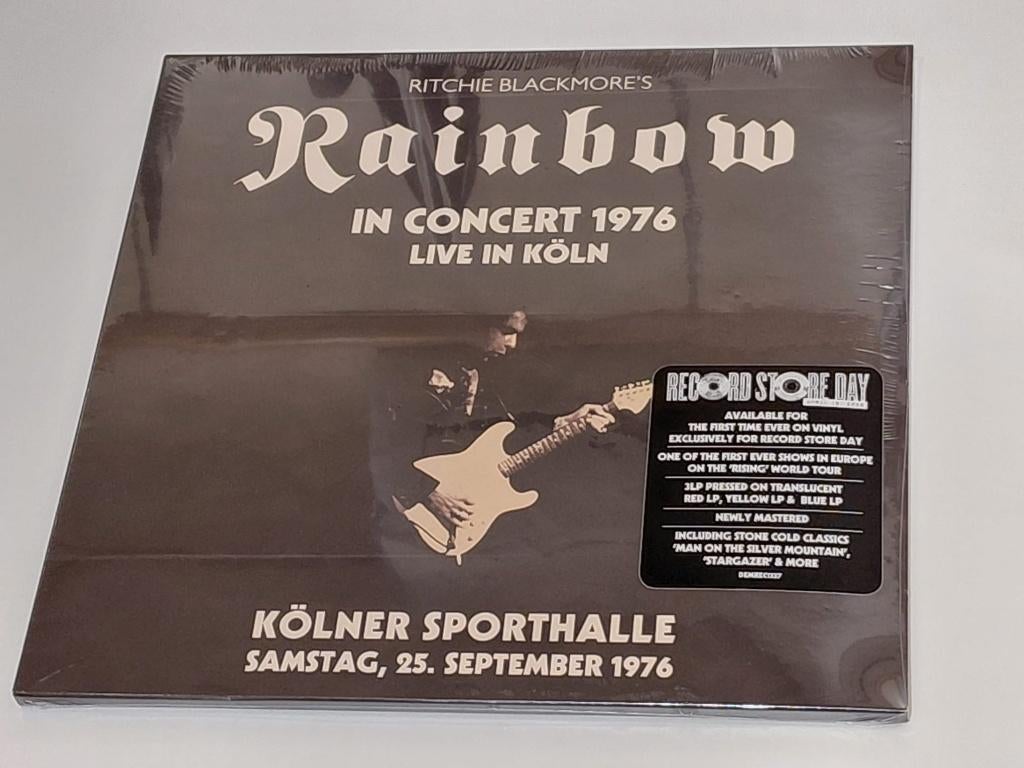 RITCHIE BLACKMORE'S
Rainbow
IN CONCERT 1976
LIVE IN KÖLN
RECORD STORE DAY
AVAILABLE FOR
THE FIRST TIME EVER ON VINYL
EXCLUSIVELY FOR RECORD STORE DAY
ONE OF THE FIRST EVER SHOWS IN EUROPE
ON THE 'RISING' WORLD TOUR
3LP PRESSED ON TRANSLUCENT
RED LP, YELLOW LP & BLUE LP
NEWLY MASTERED
INCLUDING STONE COLD CLASSICS
'MAN ON THE SILVER MOUNTAIN',
'STARGAZER' & MORE
KÖLNER SPORTHALLE
SAMSTAG, 25. SEPTEMBER 1976